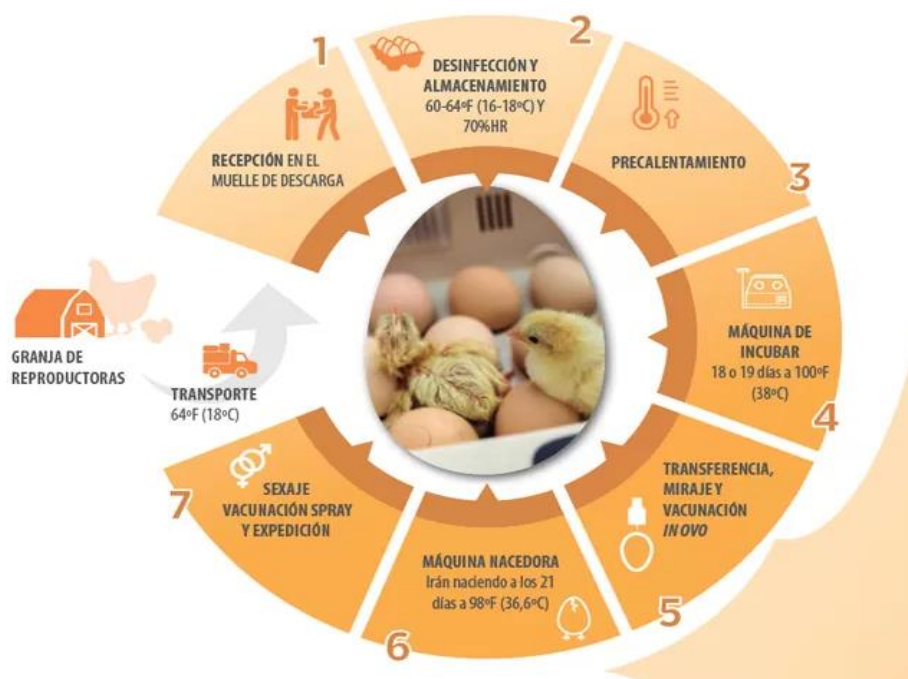 GRANJA DE
REPRODUCTORAS
TRANSPORTE
64ºF (18ºC)
1
RECEPCIÓN EN EL
MUELLE DE DESCARGA
2
DESINFECCIÓN Y
ALMACENAMIENTO
60-64ºF (16-18ºC) Y
70%HR
3
PRECALENTAMIENTO
4
MÁQUINA DE
INCUBAR
18 o 19 días a 100ºF
(38ºC)
5
TRANSFERENCIA,
MIRAJE Y
VACUNACIÓN
IN OVO
6
MÁQUINA NACEDORA
Irán naciendo a los 21
días a 98ºF (36,6ºC)
7
SEXAJE
VACUNACIÓN SPRAY
Y EXPEDICIÓN